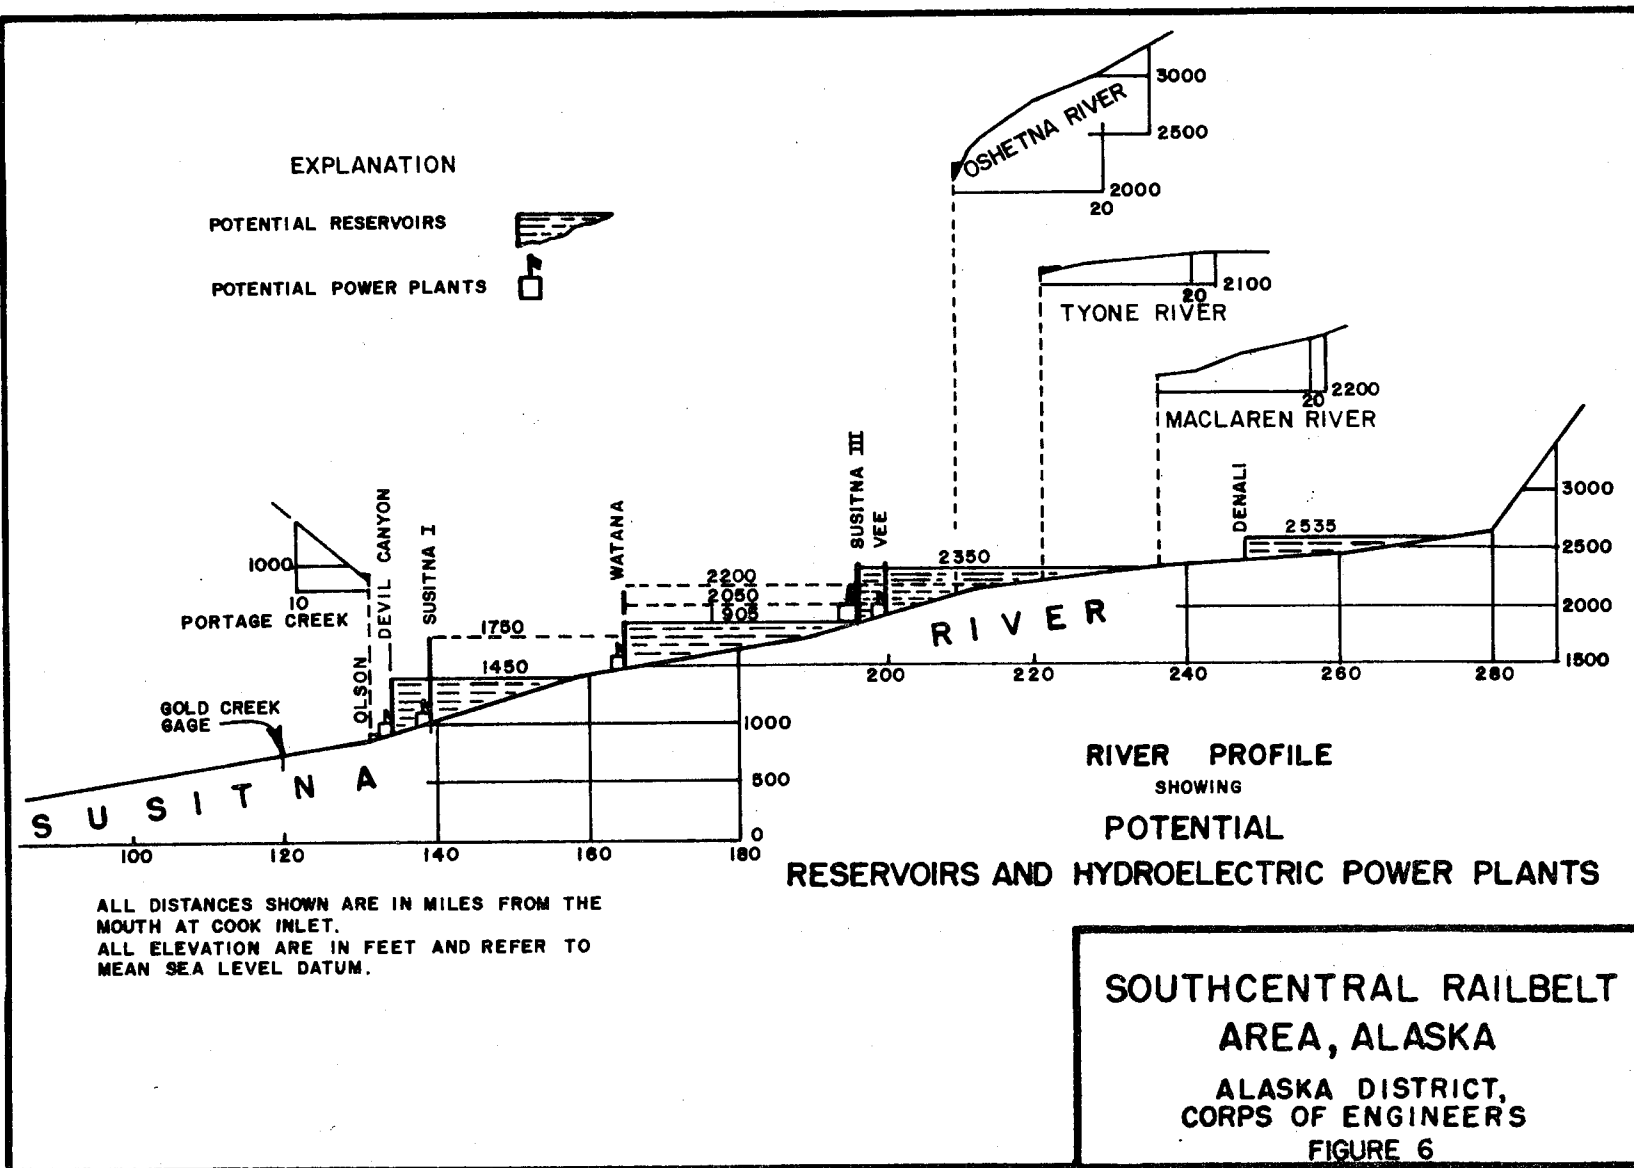 EXPLANATION
POTENTIAL RESERVOIRS
POTENTIAL POWER PLANTS
OSHETNA RIVER
3000
2500
2000
20
TYONE RIVER
20
2100
MACLAREN RIVER
20
2200
PORTAGE CREEK
1000
10
OLSON
DEVIL CANYON
SUSITNA I
WATANA
SUSITNA III
VEE
DENALI
1750
1450
2200
2050
905
2350
2535
3000
2500
2000
1500
200
220
240
260
280
GOLD CREEK
GAGE
SUSITNA RIVER
1000
500
0
100
120
140
160
180
ALL DISTANCES SHOWN ARE IN MILES FROM THE
MOUTH AT COOK INLET.
ALL ELEVATION ARE IN FEET AND REFER TO
MEAN SEA LEVEL DATUM.
RIVER PROFILE
SHOWING
POTENTIAL
RESERVOIRS AND HYDROELECTRIC POWER PLANTS
SOUTHCENTRAL RAILBELT
AREA, ALASKA
ALASKA DISTRICT,
CORPS OF ENGINEERS
FIGURE 6